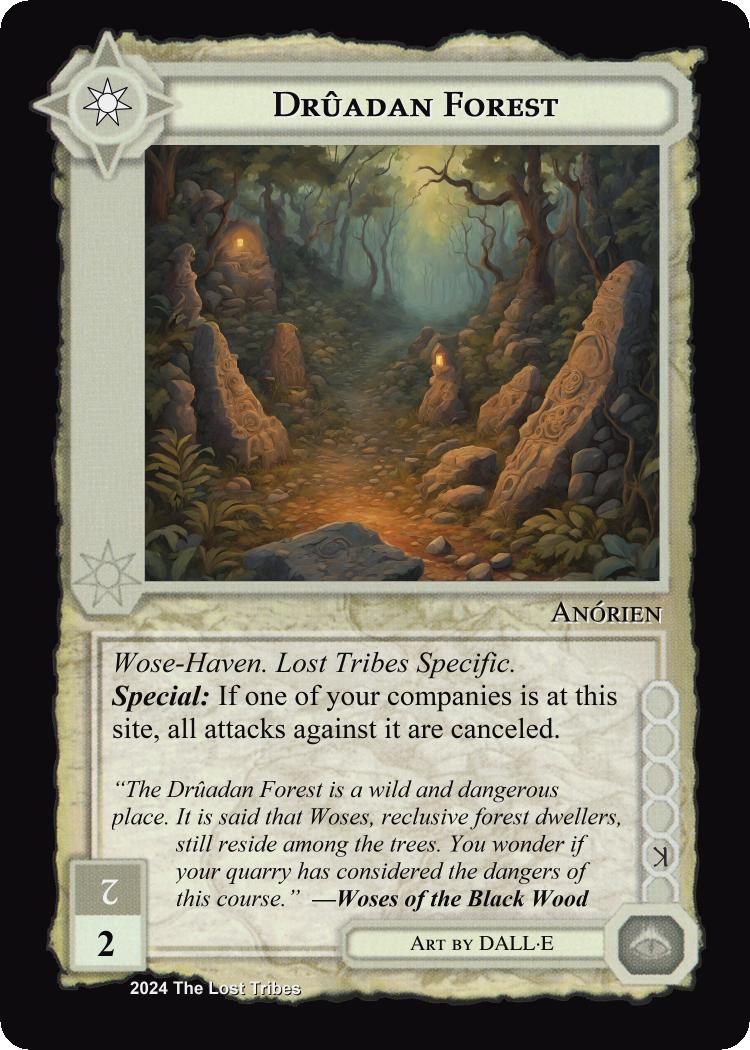 Drûadan Forest
Anórien
Wose-Haven. Lost Tribes Specific.
Special: If one of your companies is at this
site, all attacks against it are canceled.
“The Drûadan Forest is a wild and dangerous
place. It is said that Woses, reclusive forest dwellers,
still reside among the trees. You wonder if
your quarry has considered the dangers of
this course.” —Woses of the Black Wood
2
Art by DALL·E
2024 The Lost Tribes